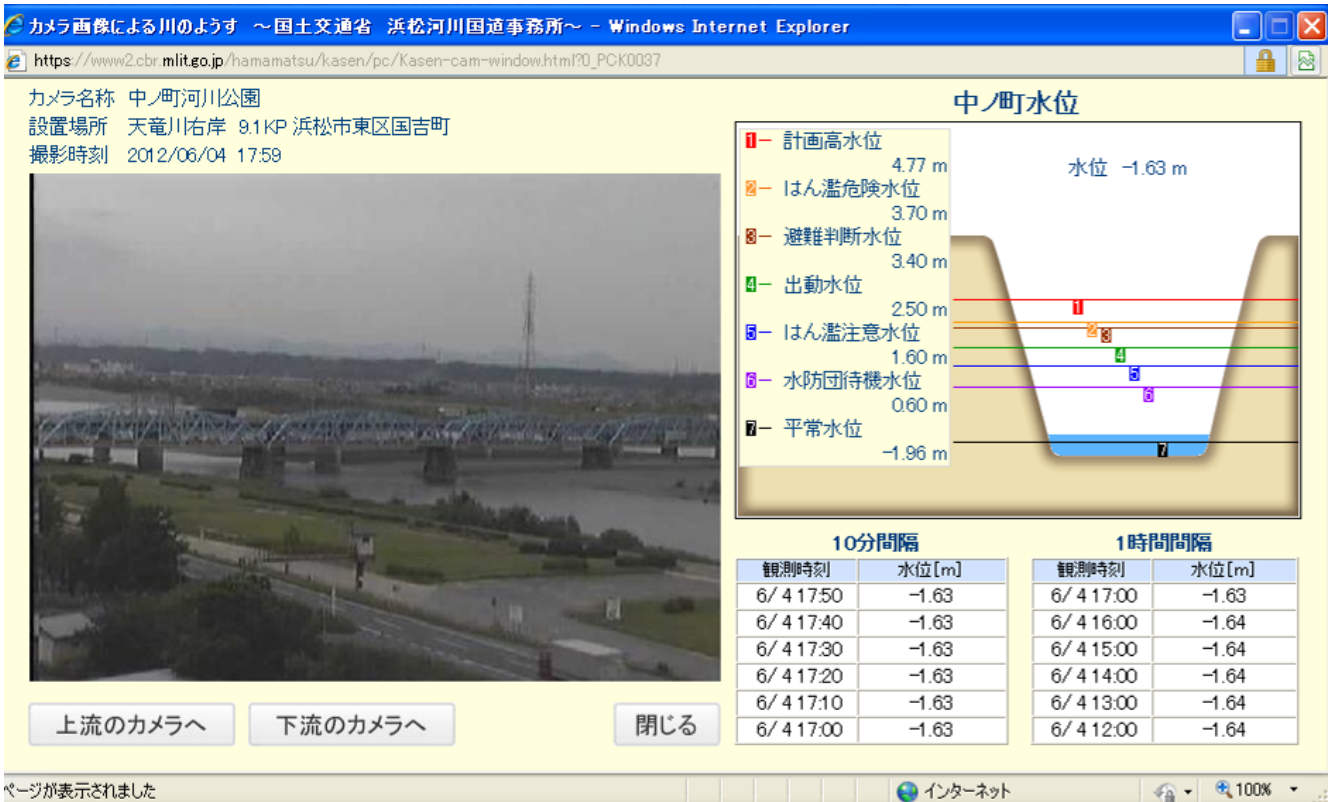 カメラ画像による川のようす ～国土交通省 浜松河川国道事務所～ - Windows Internet Explorer
https://www2.cbr.mlit.go.jp/hamamatsu/kasen/pc/Kasen-cam-window.html?0_PCK0037
カメラ名称 中ノ町河川公園
設置場所 天竜川右岸 9.1KP 浜松市東区国吉町
撮影時刻 2012/06/04 17:59
中ノ町水位
1ー 計画高水位
4.77 m
2ー はん濫危険水位
3.70 m
3ー 避難判断水位
3.40 m
4ー 出動水位
2.50 m
5ー はん濫注意水位
1.60 m
6ー 水防団待機水位
0.60 m
7ー 平常水位
-1.96 m
水位 -1.63 m
1
2
3
4
5
6
7
10分間隔
観測時刻 水位[m]
6/ 4 17:50 -1.63
6/ 4 17:40 -1.63
6/ 4 17:30 -1.63
6/ 4 17:20 -1.63
6/ 4 17:10 -1.63
6/ 4 17:00 -1.63
1時間間隔
観測時刻 水位[m]
6/ 4 17:00 -1.63
6/ 4 16:00 -1.64
6/ 4 15:00 -1.64
6/ 4 14:00 -1.64
6/ 4 13:00 -1.64
6/ 4 12:00 -1.64
上流のカメラへ 下流のカメラへ 閉じる
ページが表示されました インターネット 100%